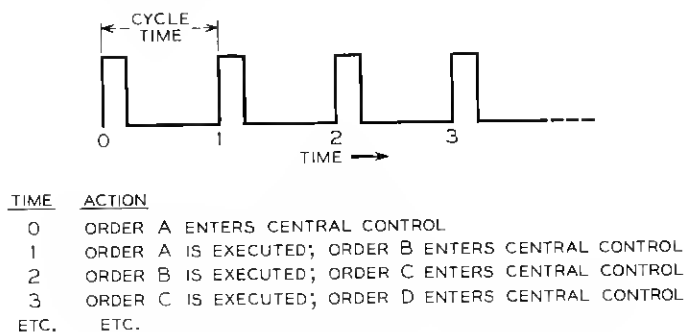 CYCLE
TIME
0 1 2 3
TIME
TIME ACTION
0 ORDER A ENTERS CENTRAL CONTROL
1 ORDER A IS EXECUTED; ORDER B ENTERS CENTRAL CONTROL
2 ORDER B IS EXECUTED; ORDER C ENTERS CENTRAL CONTROL
3 ORDER C IS EXECUTED; ORDER D ENTERS CENTRAL CONTROL
ETC. ETC.